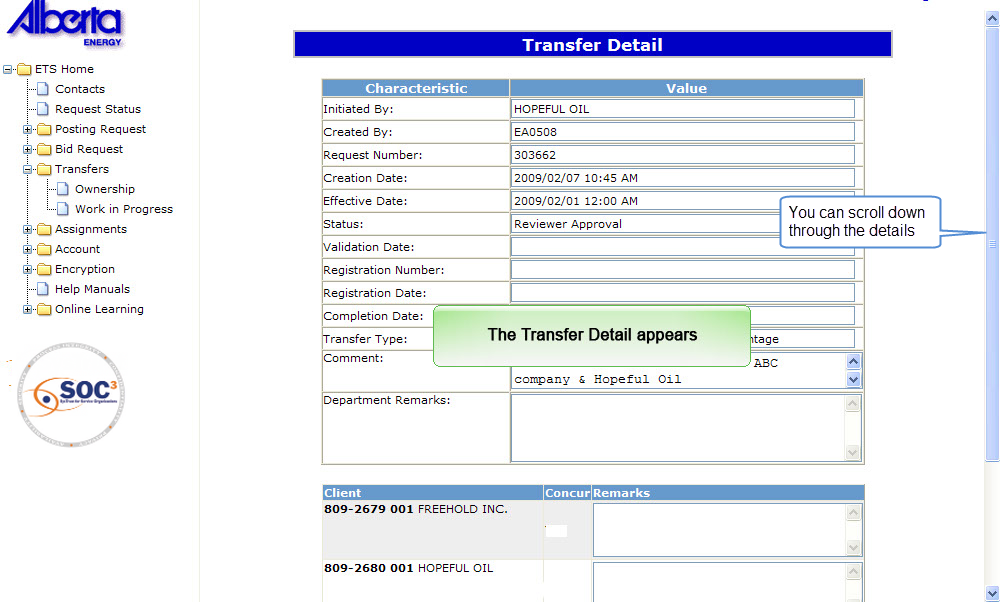 Alberta
ENERGY
ETS Home
Contacts
Request Status
Posting Request
Bid Request
Transfers
Ownership
Work in Progress
Assignments
Account
Encryption
Help Manuals
Online Learning
SOC3
Transfer Detail
Characteristic Value
Initiated By: HOPEFUL OIL
Created By: EA0508
Request Number: 303662
Creation Date: 2009/02/07 10:45 AM
Effective Date: 2009/02/01 12:00 AM
Status: Reviewer Approval
You can scroll down
through the details
Validation Date:
Registration Number:
Registration Date:
Completion Date:
The Transfer Detail appears
Transfer Type: ntage
Comment: ABC
company & Hopeful Oil
Department Remarks:
Client Concur Remarks
809-2679 001 FREEHOLD INC.
809-2680 001 HOPEFUL OIL